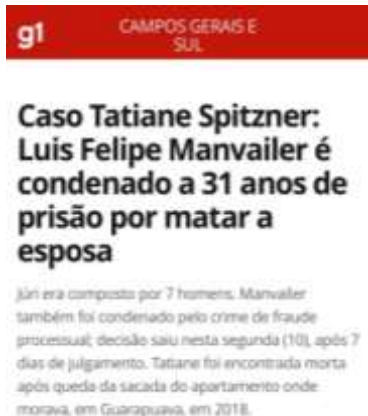 g1
CAMPOS GERAIS E
SUL
Caso Tatiane Spitzner:
Luis Felipe Manvailer é
condenado a 31 anos de
prisão por matar a
esposa
Júri era composto por 7 homens. Manvailer
também foi condenado pelo crime de fraude
processual; decisão saiu nesta segunda (10), após 7
dias de julgamento. Tatiane foi encontrada morta
após queda da sacada do apartamento onde
morava, em Guarapuava, em 2018.